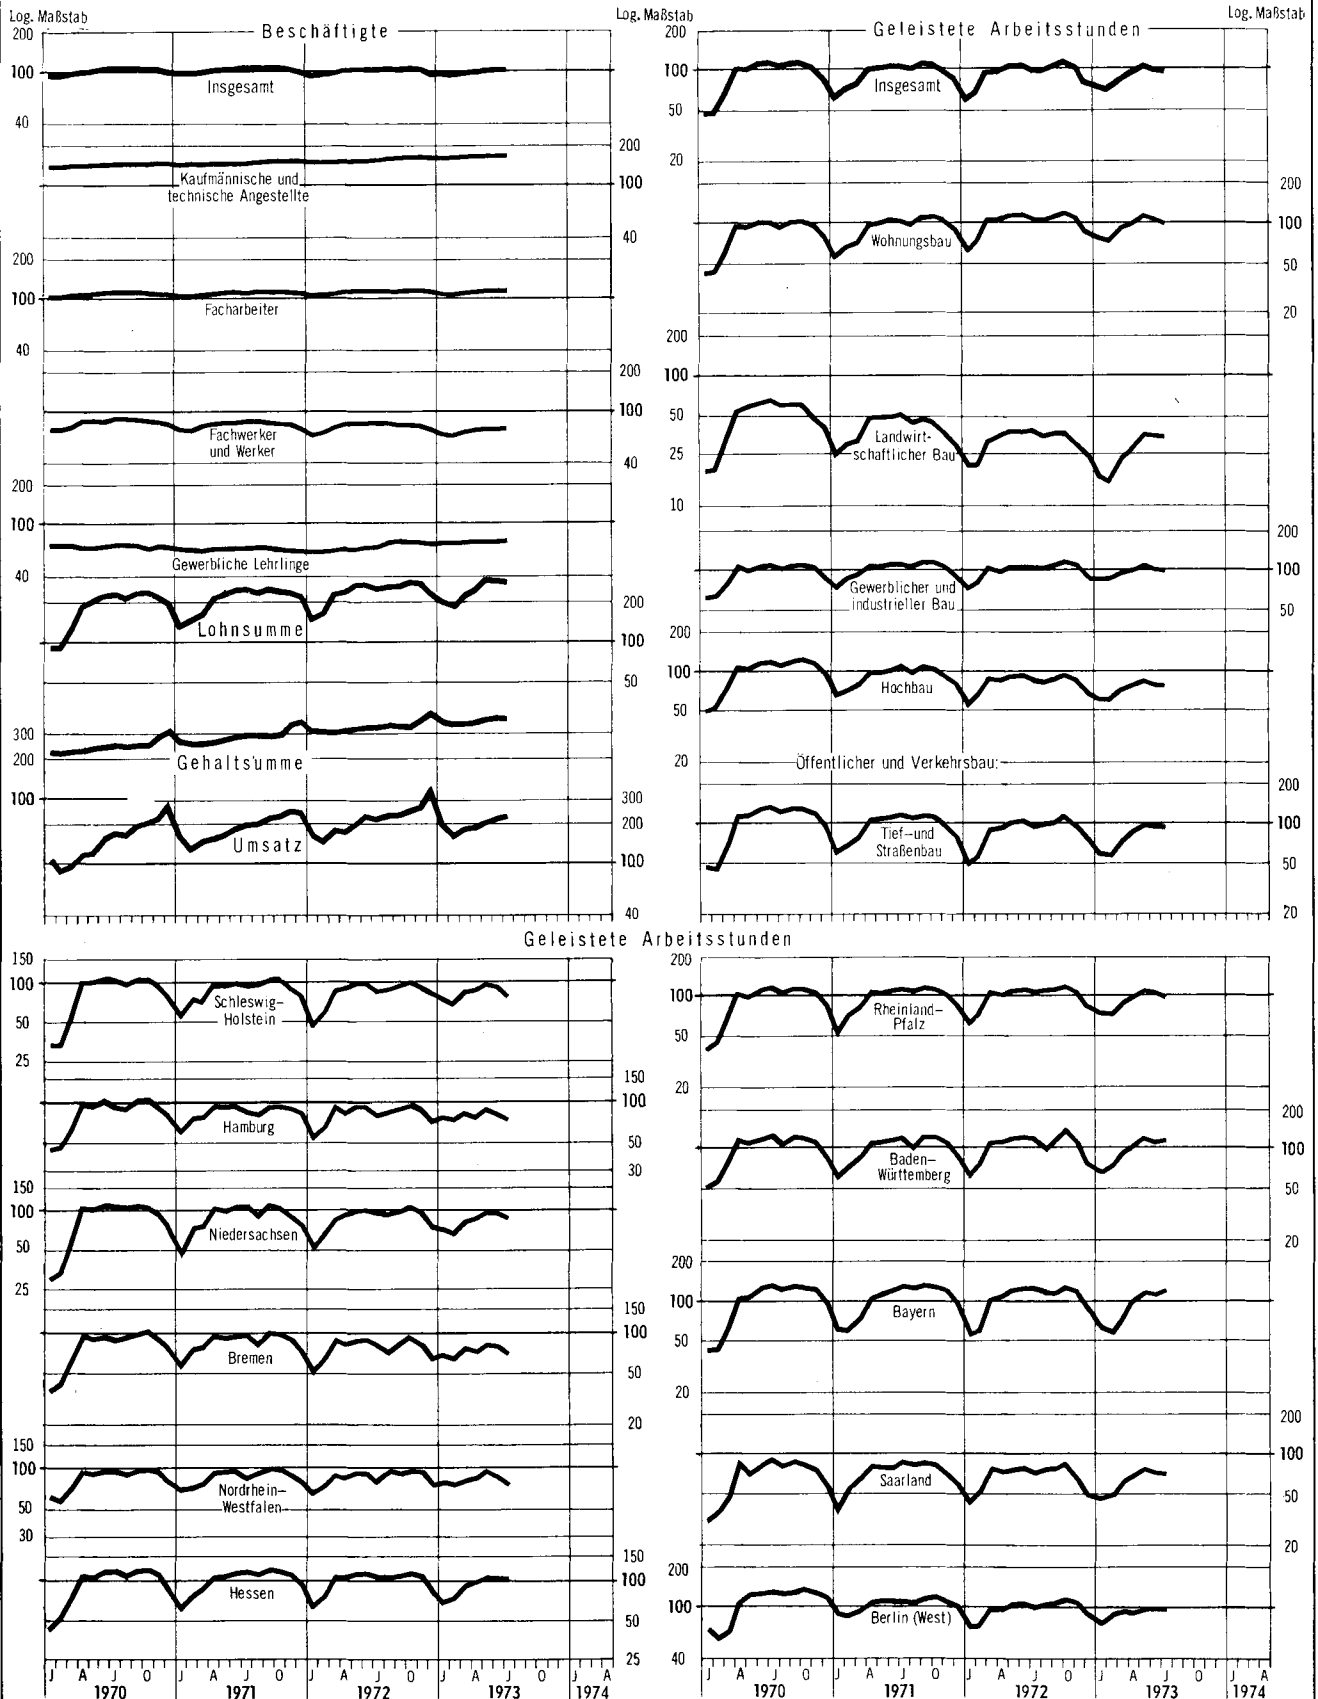 Log. Maßstab
Beschäftigte
200
100
Insgesamt
40
200
Kaufmännische und
technische Angestellte
100
40
200
100
Facharbeiter
40
200
100
Fachwerker
und Werker
40
200
100
Gewerbliche Lehrlinge
40
200
Lohnsumme
100
50
300
200
Gehaltsumme
100
300
200
Umsatz
100
40
Log. Maßstab
Geleistete Arbeitsstunden
Log. Maßstab
200
100
Insgesamt
50
20
200
100
Wohnungsbau
50
20
200
100
50
Landwirt-
schaftlicher Bau
25
10
200
100
Gewerblicher und
industrieller Bau
50
200
100
Hochbau
50
20
Öffentlicher und Verkehrsbau:
200
100
Tief-und
Straßenbau
50
20
Geleistete Arbeitsstunden
150
100
Schleswig-
Holstein
50
25
150
100
Hamburg
50
30
150
100
Niedersachsen
50
25
150
100
Bremen
50
20
150
100
Nordrhein-
Westfalen
50
30
150
100
Hessen
50
25
J A J O J A J O J A J O J A J O J A
1970 1971 1972 1973 1974
200
100
Rheinland-
Pfalz
50
20
200
100
Baden-
Württemberg
50
20
200
100
Bayern
50
20
200
100
Saarland
50
20
200
100
Berlin (West)
40
J A J O J A J O J A J O J A J O J A
1970 1971 1972 1973 1974